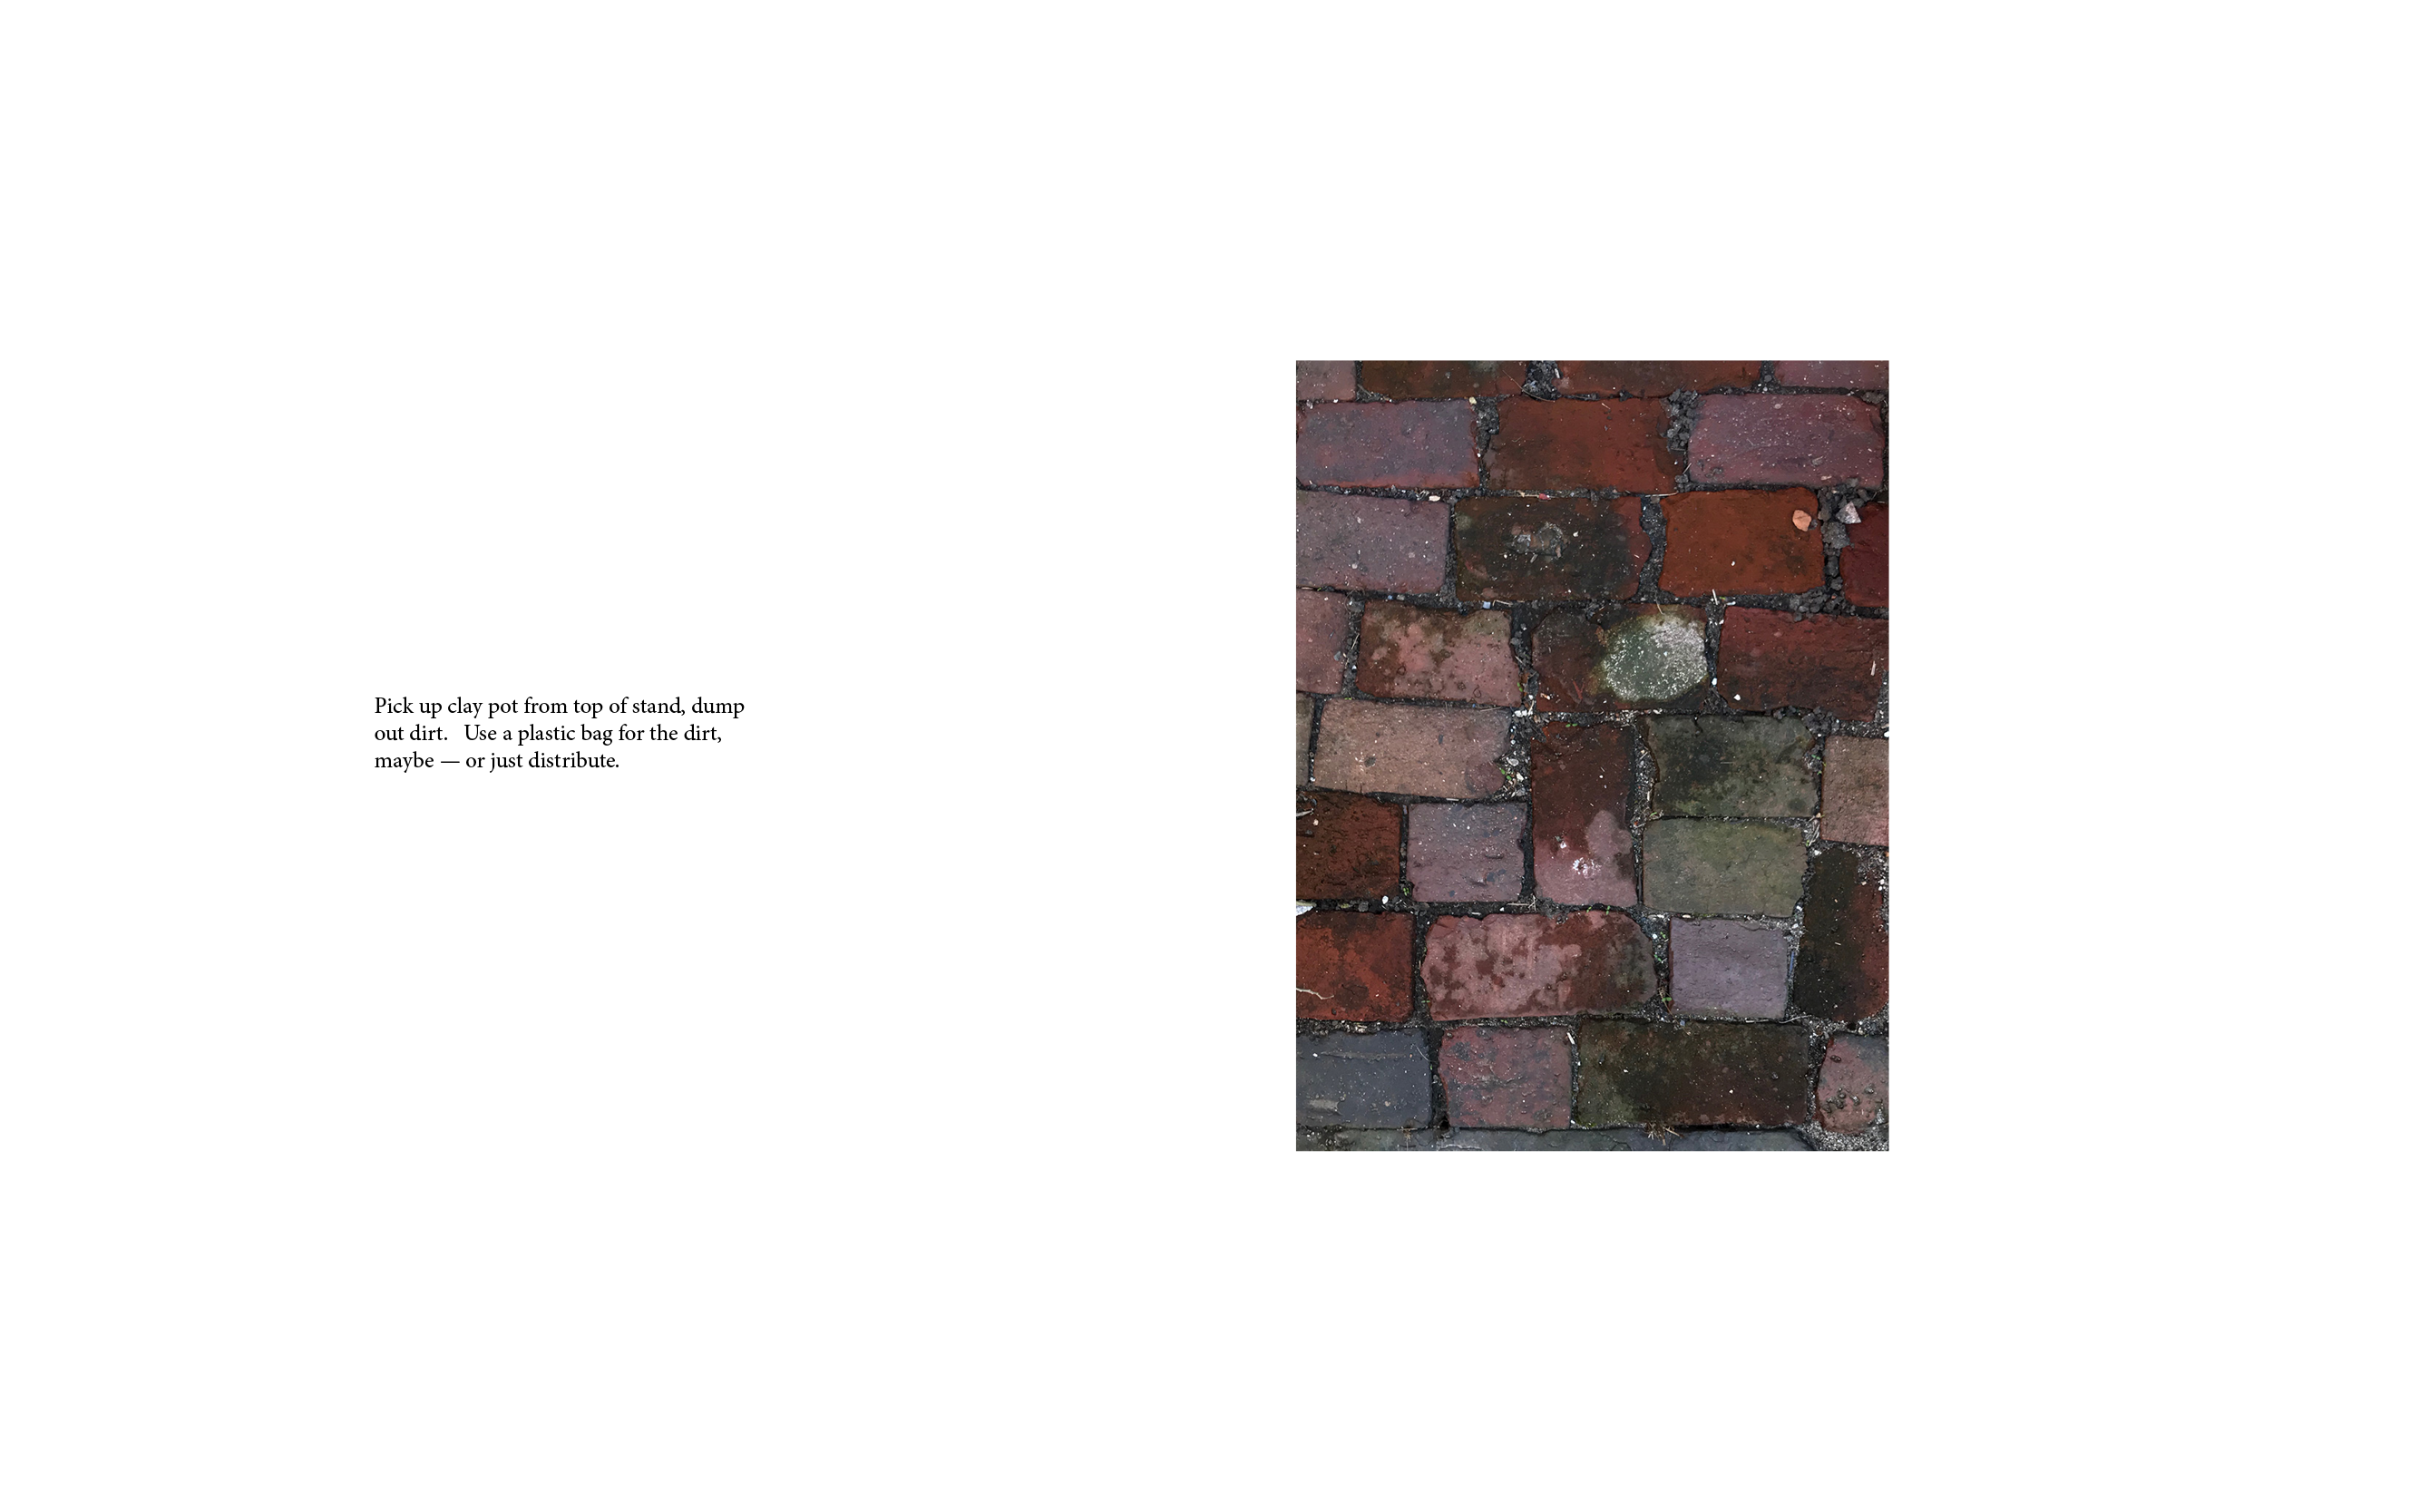 Pick up clay pot from top of stand, dump
out dirt.   Use a plastic bag for the dirt,
maybe — or just distribute.